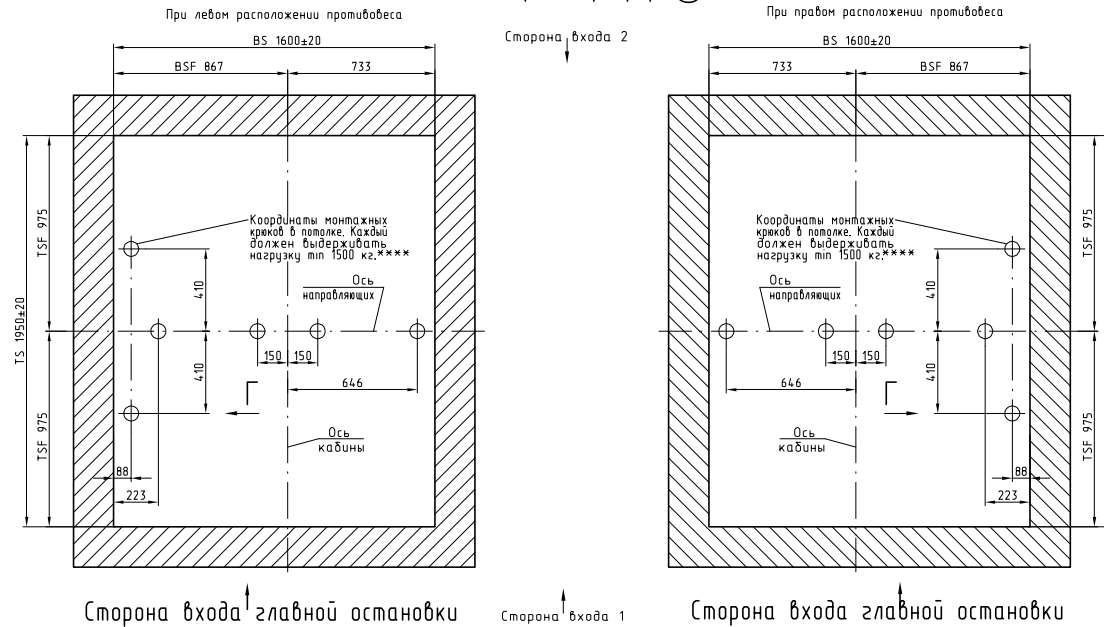 При левом расположении противовеса
BS 1600±20
BSF 867
733
TS 1950±20
TSF 975
TSF 975
Координаты монтажных
крюков в потолке. Каждый
должен выдерживать
нагрузку min 1500 кг.****
410
410
Ось
направляющих
150
150
646
Г
Ось
кабины
88
223
Сторона входа главной остановки
Сторона входа 2
Сторона входа 1
При правом расположении противовеса
BS 1600±20
733
BSF 867
Координаты монтажных
крюков в потолке. Каждый
должен выдерживать
нагрузку min 1500 кг.****
410
410
TSF 975
TSF 975
Ось
направляющих
150
150
646
Г
Ось
кабины
88
223
Сторона входа главной остановки